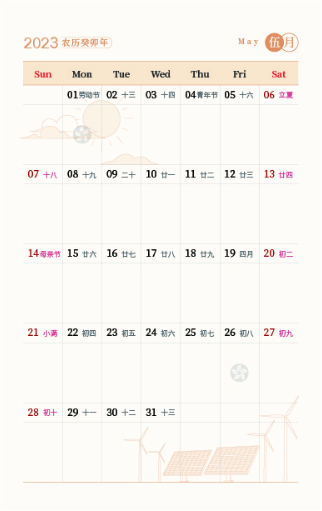 2023 农历癸卯年 May 伍月
Sun Mon Tue Wed Thu Fri Sat
01 劳动节 02 十三 03 十四 04 青年节 05 十六 06 立夏
07 十八 08 十九 09 二十 10 廿一 11 廿二 12 廿三 13 廿四
14 母亲节 15 廿六 16 廿七 17 廿八 18 廿九 19 四月 20 初二
21 小满 22 初四 23 初五 24 初六 25 初七 26 初八 27 初九
28 初十 29 十一 30 十二 31 十三